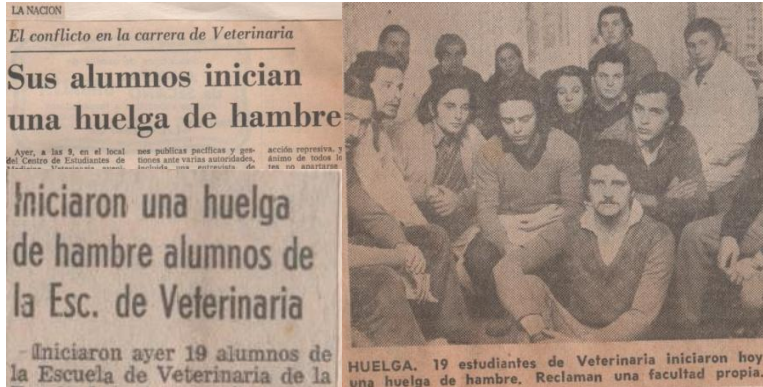 LA NACION
El conflicto en la carrera de Veterinaria
Sus alumnos inician
una huelga de hambre
Ayer, a las 9, en el local
del Centro de Estudiantes de
nes publicas pacíficas y ges-
tiones ante varias autoridades,
acción represiva, y
ánimo de todos
Iniciaron una huelga
de hambre alumnos de
la Esc. de Veterinaria
Iniciaron ayer 19 alumnos de
la Escuela de Veterinaria de la
HUELGA. 19 estudiantes de Veterinaria iniciaron hoy
una huelga de hambre. Reclaman una facultad propia.